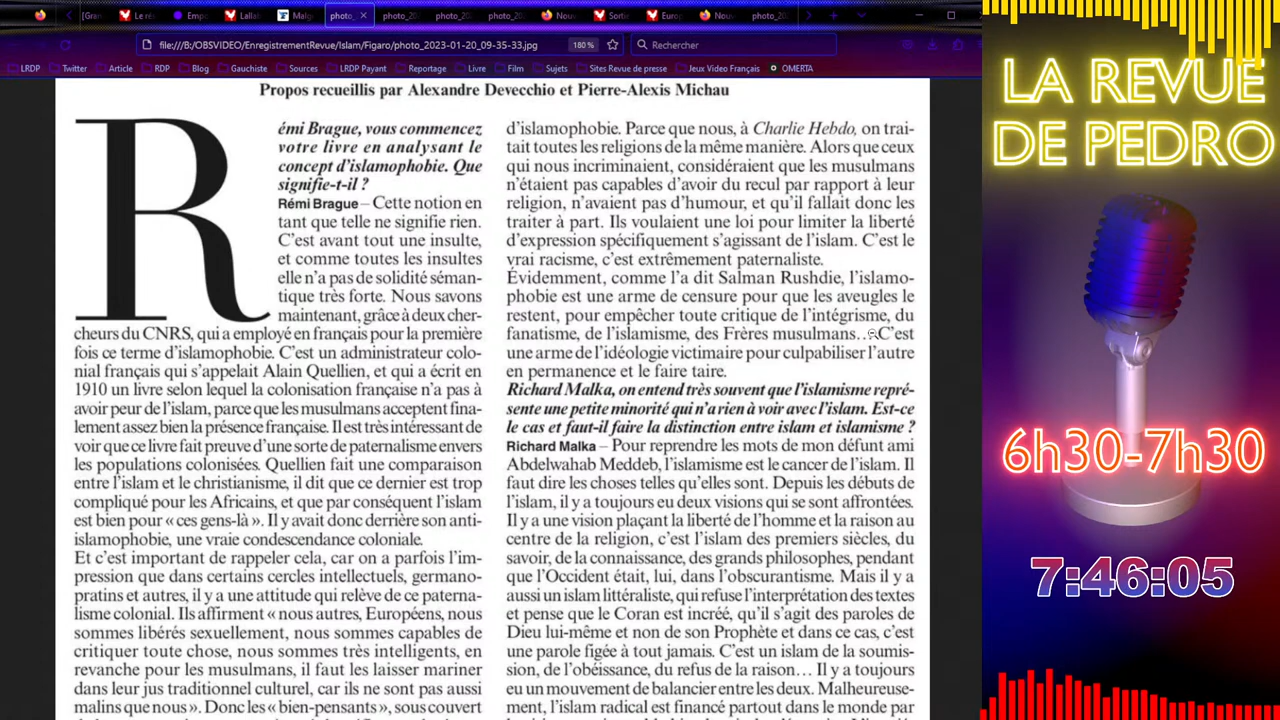 [Gran
Le ré
Emp
Lalla
Malg
photo_
photo_20
photo_20
photo_20
Nouv
Sortir
Euro
Nouv
photo_20
file:///B:/OBSVIDEO/EnregistrementRevue/Islam/Figaro/photo_2023-01-20_09-35-33.jpg
180 %
Rechercher
LRDP
Twitter
Article
RDP
Blog
Gauchiste
Sources
LRDP Payant
Reportage
Livre
Film
Sujets
Sites Revue de presse
Jeux Video Français
OMERTA
Propos recueillis par Alexandre Devecchio et Pierre-Alexis Michau
Rémi Brague, vous commencez
votre livre en analysant le
concept d'islamophobie. Que
signifie-t-il ?
Rémi Brague – Cette notion en
tant que telle ne signifie rien.
C'est avant tout une insulte,
et comme toutes les insultes
elle n'a pas de solidité séman-
tique très forte. Nous savons
maintenant, grâce à deux cher-
cheurs du CNRS, qui a employé en français pour la première
fois ce terme d'islamophobie. C'est un administrateur colo-
nial français qui s'appelait Alain Quellien, et qui a écrit en
1910 un livre selon lequel la colonisation française n'a pas à
avoir peur de l'islam, parce que les musulmans acceptent fina-
lement assez bien la présence française. Il est très intéressant de
voir que ce livre fait preuve d'une sorte de paternalisme envers
les populations colonisées. Quellien fait une comparaison
entre l'islam et le christianisme, il dit que ce dernier est trop
compliqué pour les Africains, et que par conséquent l'islam
est bien pour « ces gens-là ». Il y avait donc derrière son anti-
islamophobie, une vraie condescendance coloniale.
Et c'est important de rappeler cela, car on a parfois l'im-
pression que dans certains cercles intellectuels, germano-
pratins et autres, il y a une attitude qui relève de ce paterna-
lisme colonial. Ils affirment « nous autres, Européens, nous
sommes libérés sexuellement, nous sommes capables de
critiquer toute chose, nous sommes très intelligents, en
revanche pour les musulmans, il faut les laisser mariner
dans leur jus traditionnel culturel, car ils ne sont pas aussi
malins que nous ». Donc les « bien-pensants », sous couvert
d'islamophobie. Parce que nous, à Charlie Hebdo, on trai-
tait toutes les religions de la même manière. Alors que ceux
qui nous incriminaient, considéraient que les musulmans
n'étaient pas capables d'avoir du recul par rapport à leur
religion, n'avaient pas d'humour, et qu'il fallait donc les
traiter à part. Ils voulaient une loi pour limiter la liberté
d'expression spécifiquement s'agissant de l'islam. C'est le
vrai racisme, c'est extrêmement paternaliste.
Évidemment, comme l'a dit Salman Rushdie, l'islamo-
phobie est une arme de censure pour que les aveugles le
restent, pour empêcher toute critique de l'intégrisme, du
fanatisme, de l'islamisme, des Frères musulmans… C'est
une arme de l'idéologie victimaire pour culpabiliser l'autre
en permanence et le faire taire.
Richard Malka, on entend très souvent que l'islamisme repré-
sente une petite minorité qui n'a rien à voir avec l'islam. Est-ce
le cas et faut-il faire la distinction entre islam et islamisme ?
Richard Malka – Pour reprendre les mots de mon défunt ami
Abdelwahab Meddeb, l'islamisme est le cancer de l'islam. Il
faut dire les choses telles qu'elles sont. Depuis les débuts de
l'islam, il y a toujours eu deux visions qui se sont affrontées.
Il y a une vision plaçant la liberté de l'homme et la raison au
centre de la religion, c'est l'islam des premiers siècles, du
savoir, de la connaissance, des grands philosophes, pendant
que l'Occident était, lui, dans l'obscurantisme. Mais il y a
aussi un islam littéraliste, qui refuse l'interprétation des textes
et pense que le Coran est incréé, qu'il s'agit des paroles de
Dieu lui-même et non de son Prophète et dans ce cas, c'est
une parole figée à tout jamais. C'est un islam de la soumis-
sion, de l'obéissance, du refus de la raison… Il y a toujours
eu un mouvement de balancier entre les deux. Malheureuse-
ment, l'islam radical est financé partout dans le monde par
LA REVUE
DE PEDRO
6h30-7h30
7:46:05